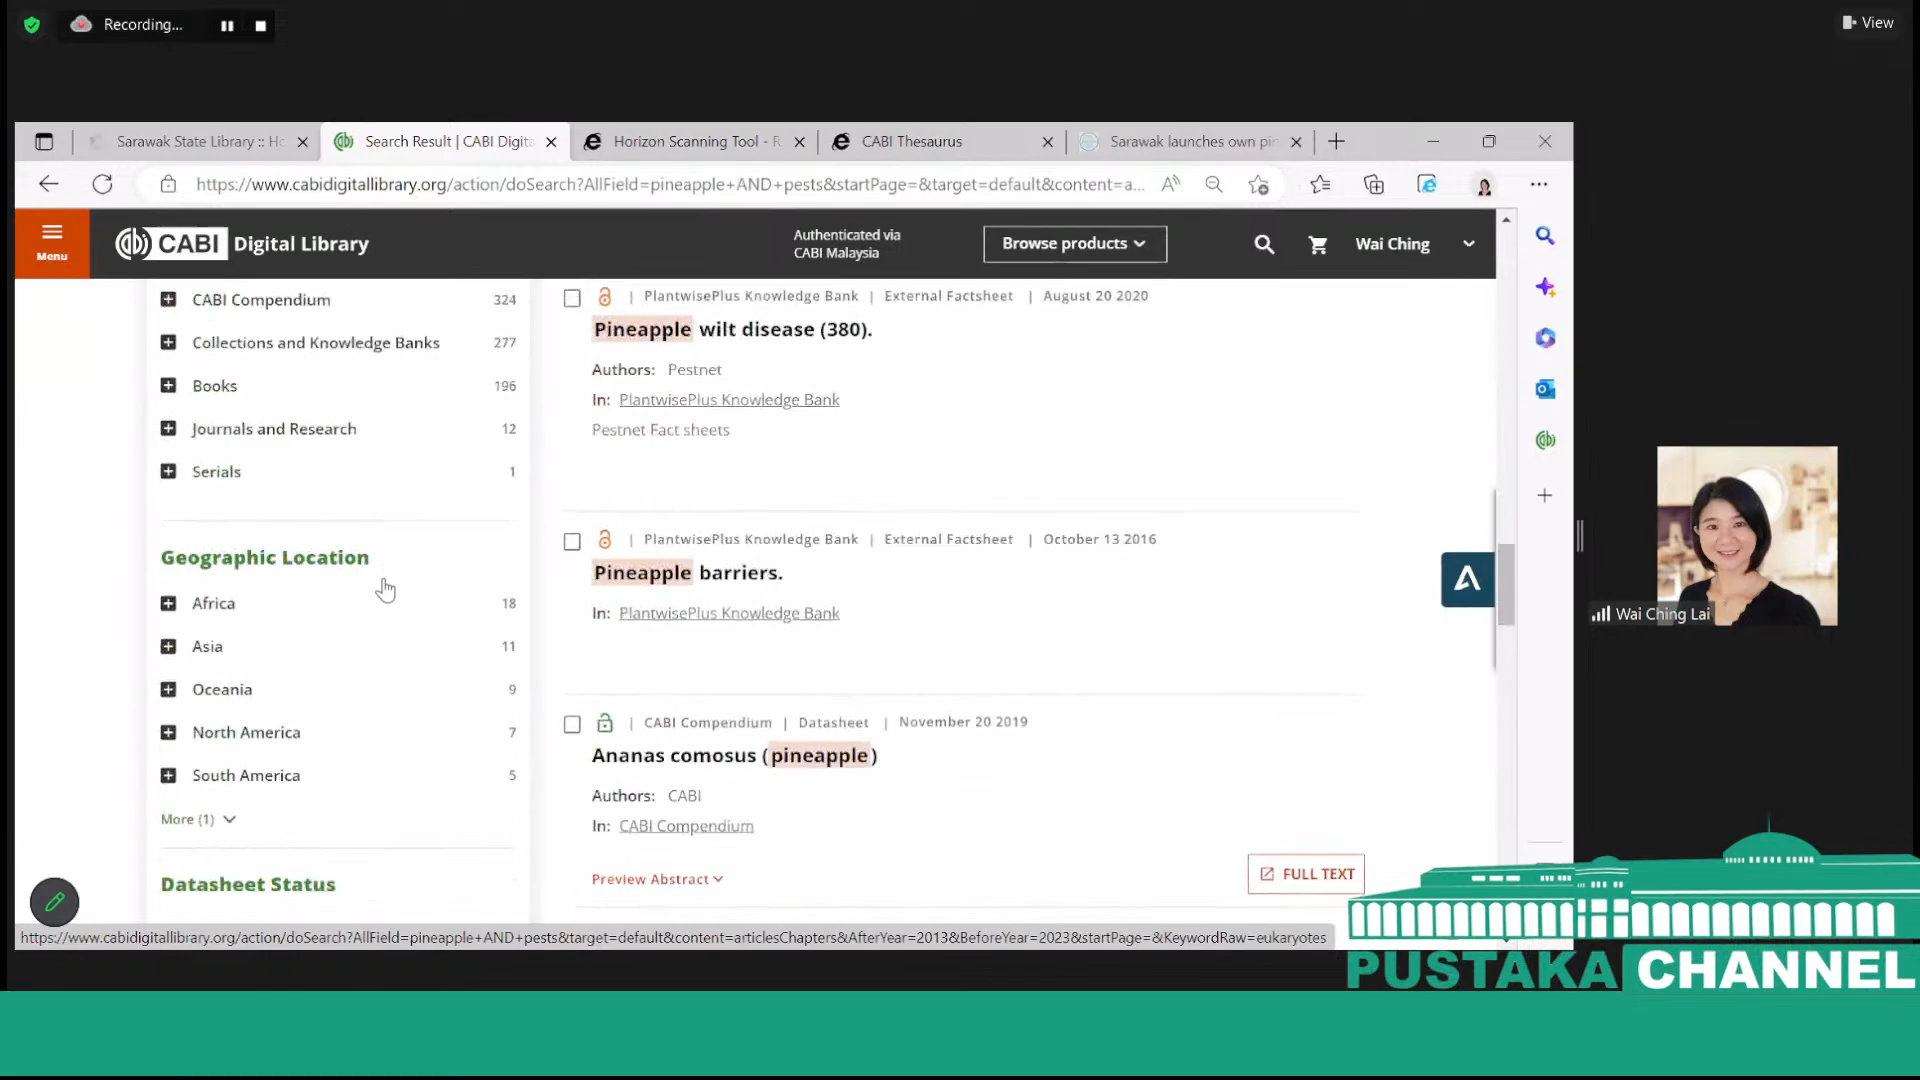 Recording...
View
Sarawak State Library :: Ho
Search Result | CABI Digita
Horizon Scanning Tool - R
CABI Thesaurus
Sarawak launches own pin
https://www.cabidigitallibrary.org/action/doSearch?AllField=pineapple+AND+pests&startPage=&target=default&content=a...
Menu
CABI Digital Library
Authenticated via
CABI Malaysia
Browse products
Wai Ching
CABI Compendium 324
Collections and Knowledge Banks 277
Books 196
Journals and Research 12
Serials 1
Geographic Location
Africa 18
Asia 11
Oceania 9
North America 7
South America 5
More (1)
Datasheet Status
| PlantwisePlus Knowledge Bank | External Factsheet | August 20 2020
Pineapple wilt disease (380).
Authors: Pestnet
In: PlantwisePlus Knowledge Bank
Pestnet Fact sheets
| PlantwisePlus Knowledge Bank | External Factsheet | October 13 2016
Pineapple barriers.
In: PlantwisePlus Knowledge Bank
| CABI Compendium | Datasheet | November 20 2019
Ananas comosus (pineapple)
Authors: CABI
In: CABI Compendium
Preview Abstract
FULL TEXT
https://www.cabidigitallibrary.org/action/doSearch?AllField=pineapple+AND+pests&target=default&content=articlesChapters&AfterYear=2013&BeforeYear=2023&startPage=&KeywordRaw=eukaryotes
Wai Ching Lai
PUSTAKA CHANNEL